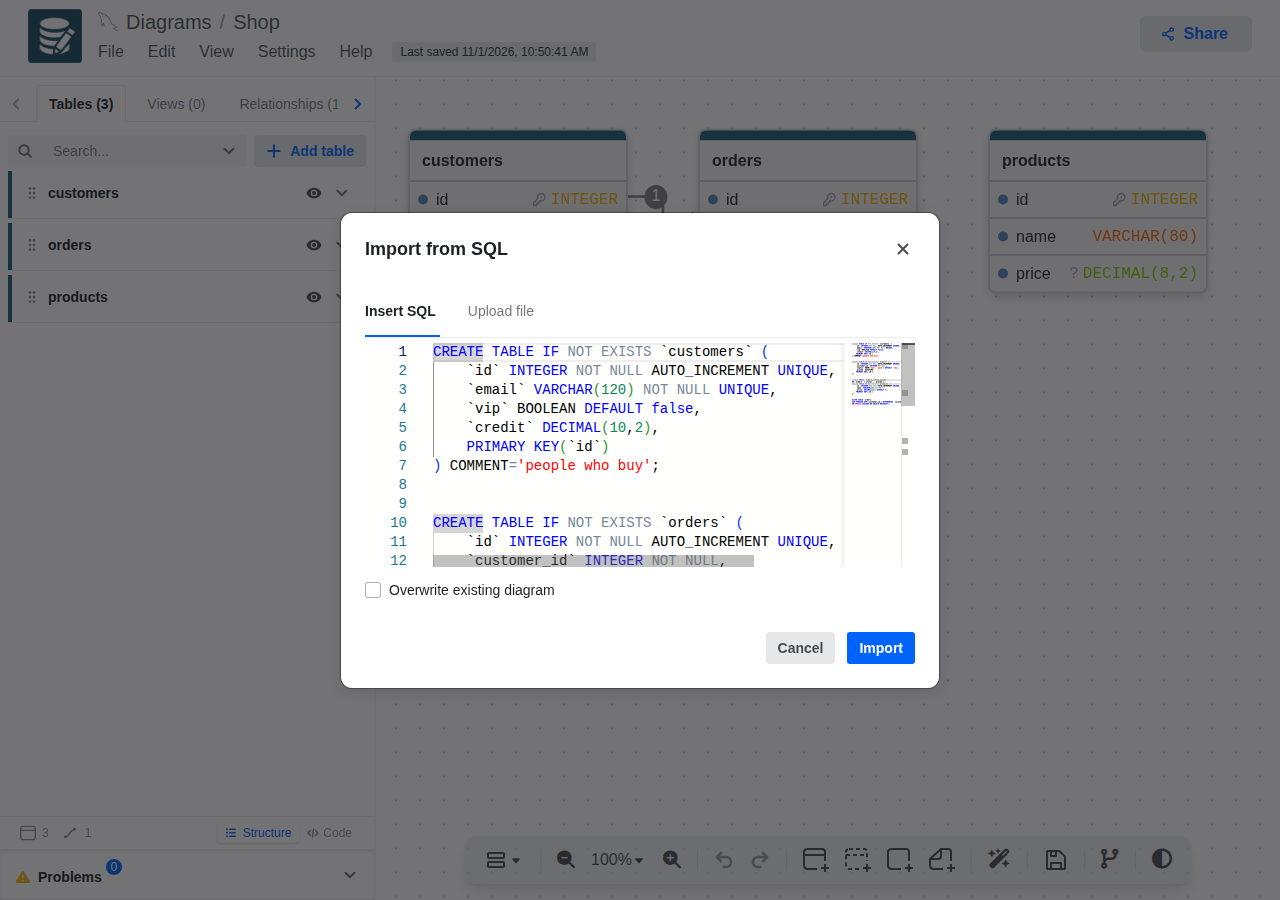 Diagrams / Shop
File Edit View Settings Help Last saved 11/1/2026, 10:50:41 AM
Share
Tables (3) Views (0) Relationships (1
Search... Add table
customers
orders
products
customers
id INTEGER
1
orders
id INTEGER
products
id INTEGER
name VARCHAR(80)
price ? DECIMAL(8,2)
Import from SQL
Insert SQL Upload file
1 CREATE TABLE IF NOT EXISTS `customers` (
2 `id` INTEGER NOT NULL AUTO_INCREMENT UNIQUE,
3 `email` VARCHAR(120) NOT NULL UNIQUE,
4 `vip` BOOLEAN DEFAULT false,
5 `credit` DECIMAL(10,2),
6 PRIMARY KEY(`id`)
7 ) COMMENT='people who buy';
8
9
10 CREATE TABLE IF NOT EXISTS `orders` (
11 `id` INTEGER NOT NULL AUTO_INCREMENT UNIQUE,
12 `customer_id` INTEGER NOT NULL,
Overwrite existing diagram
Cancel Import
3 1 Structure Code
Problems 0
100%